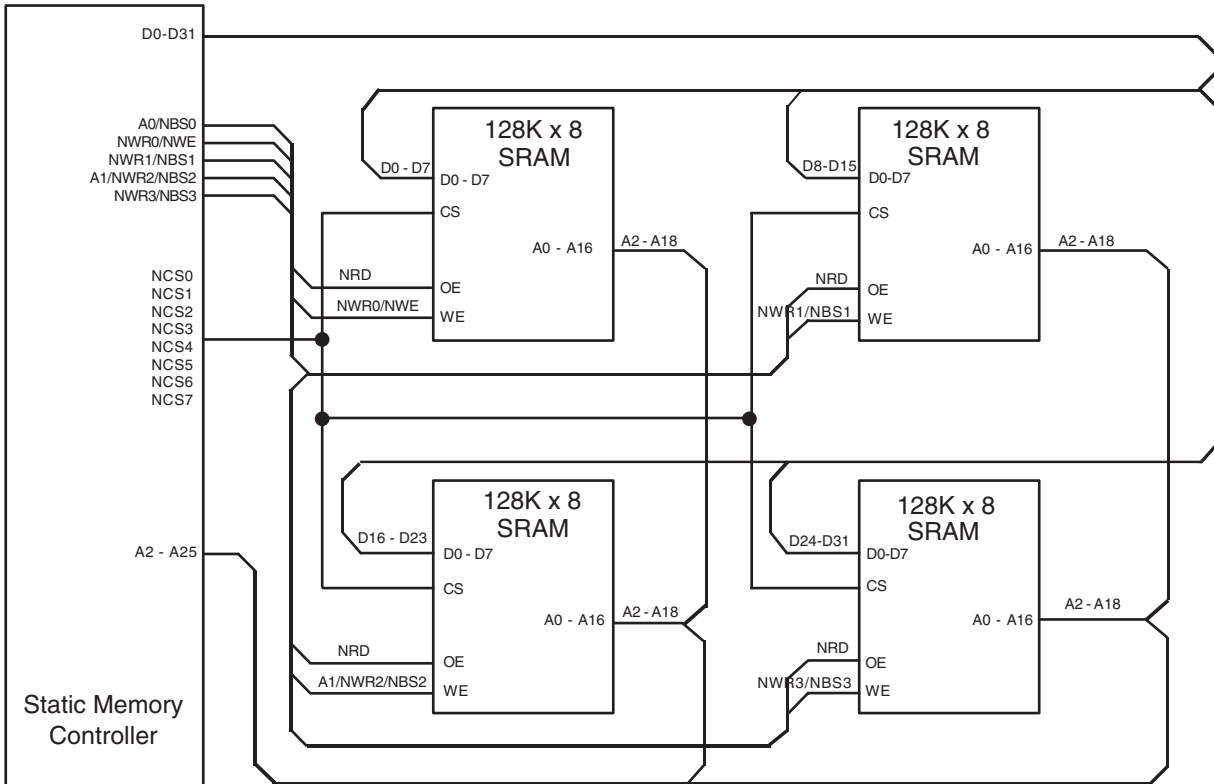 D0-D31
A0/NBS0
NWR0/NWE
NWR1/NBS1
A1/NWR2/NBS2
NWR3/NBS3
NCS0
NCS1
NCS2
NCS3
NCS4
NCS5
NCS6
NCS7
A2 - A25
Static Memory
Controller
128K x 8
SRAM
D0 - D7
D0 - D7
CS
A0 - A16
A2 - A18
NRD
OE
NWR0/NWE
WE
128K x 8
SRAM
D8-D15
D0-D7
CS
A0 - A16
A2 - A18
NRD
OE
NWR1/NBS1
WE
128K x 8
SRAM
D16 - D23
D0 - D7
CS
A0 - A16
A2 - A18
NRD
OE
A1/NWR2/NBS2
WE
128K x 8
SRAM
D24-D31
D0-D7
CS
A0 - A16
A2 - A18
NRD
OE
NWR3/NBS3
WE